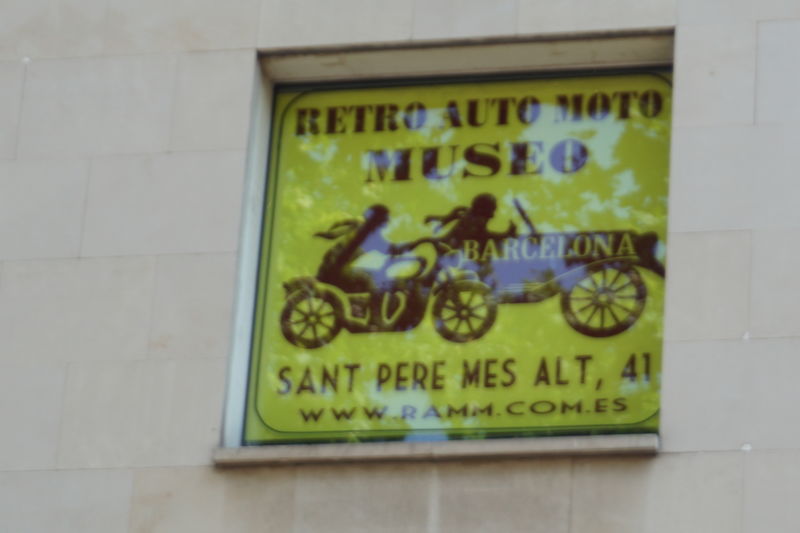 RETRO AUTO MOTO
MUSEO
BARCELONA
SANT PERE MES ALT, 41
WWW.RAMM.COM.ES